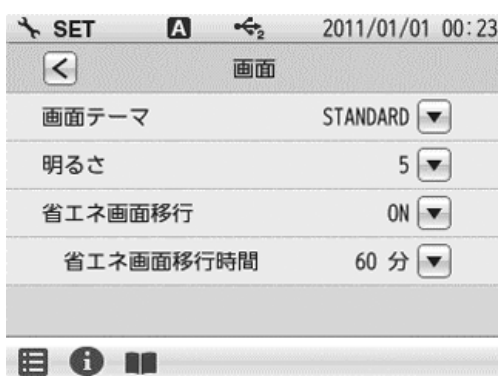 SET A 2 2011/01/01 00:23
画面
画面テーマ STANDARD
明るさ 5
省エネ画面移行 ON
省エネ画面移行時間 60 分